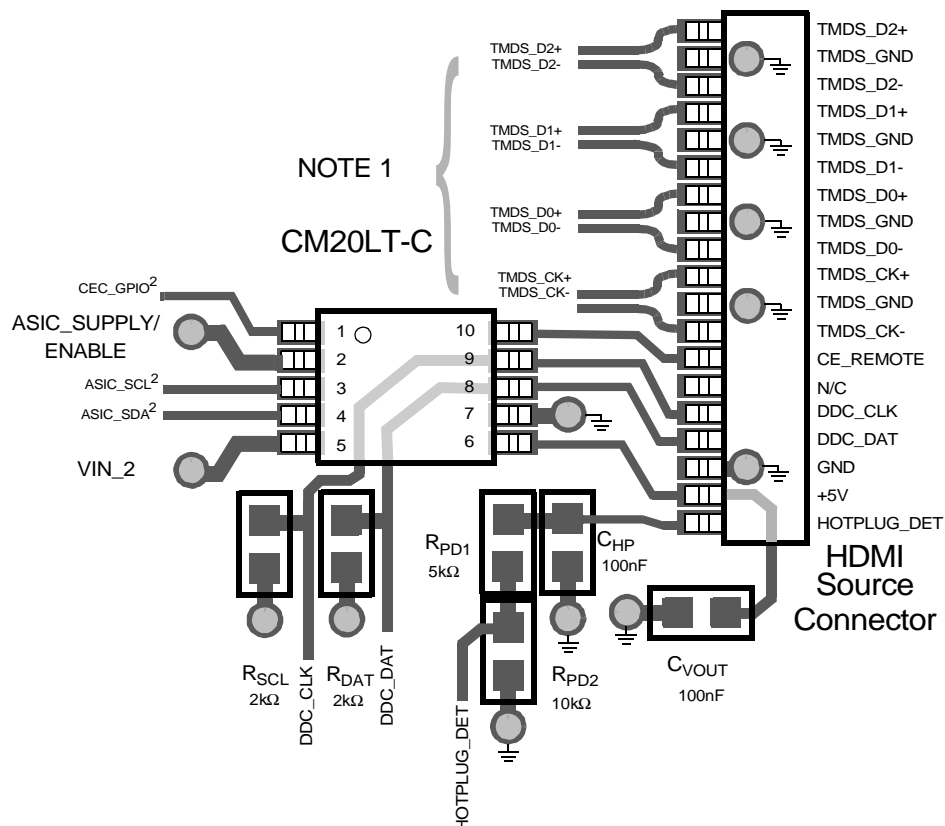 TMDS_D2+
TMDS_D2-
TMDS_D1+
TMDS_D1-
TMDS_D0+
TMDS_D0-
TMDS_CK+
TMDS_CK-
NOTE 1
CM20LT-C
CEC_GPIO²
ASIC_SUPPLY/
ENABLE
ASIC_SCL²
ASIC_SDA²
VIN_2
1
2
3
4
5
10
9
8
7
6
TMDS_D2+
TMDS_GND
TMDS_D2-
TMDS_D1+
TMDS_GND
TMDS_D1-
TMDS_D0+
TMDS_GND
TMDS_D0-
TMDS_CK+
TMDS_GND
TMDS_CK-
CE_REMOTE
N/C
DDC_CLK
DDC_DAT
GND
+5V
HOTPLUG_DET
HDMI
Source
Connector
RPD1
5kΩ
CHP
100nF
RSCL
2kΩ
DDC_CLK
RDAT
2kΩ
DDC_DAT
HOTPLUG_DET
RPD2
10kΩ
CVOUT
100nF